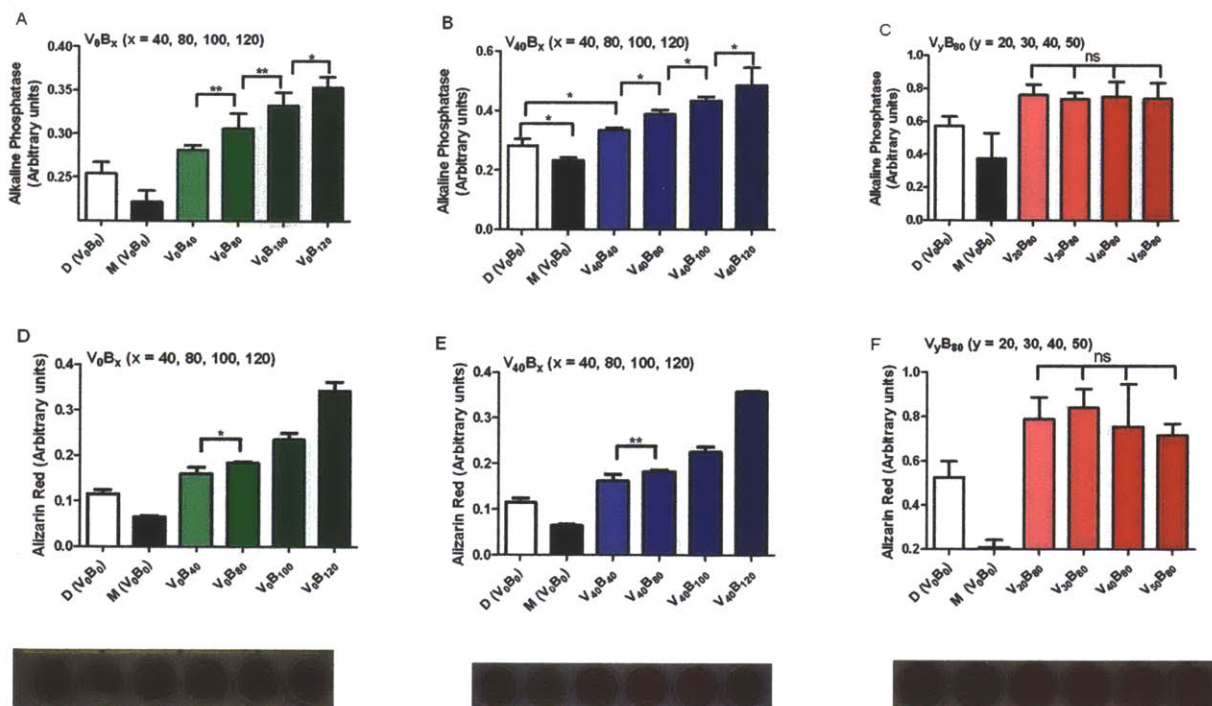 A
V₀Bₓ (x = 40, 80, 100, 120)
Alkaline Phosphatase
(Arbitrary units)
0.40
0.35
0.30
0.25
**
**
*
D (V₀B₀)
M (V₀B₀)
V₀B₄₀
V₀B₈₀
V₀B₁₀₀
V₀B₁₂₀
B
V₄₀Bₓ (x = 40, 80, 100, 120)
Alkaline Phosphatase
(Arbitrary units)
0.6
0.4
0.2
0.0
*
*
*
*
*
D (V₀B₀)
M (V₀B₀)
V₄₀B₄₀
V₄₀B₈₀
V₄₀B₁₀₀
V₄₀B₁₂₀
C
VᵧB₈₀ (y = 20, 30, 40, 50)
Alkaline Phosphatase
(Arbitrary units)
1.0
0.8
0.6
0.4
0.2
0.0
ns
D (V₀B₀)
M (V₀B₀)
V₂₀B₈₀
V₃₀B₈₀
V₄₀B₈₀
V₅₀B₈₀
D
V₀Bₓ (x = 40, 80, 100, 120)
Alizarin Red (Arbitrary units)
0.4
0.3
0.2
0.1
0.0
*
D (V₀B₀)
M (V₀B₀)
V₀B₄₀
V₀B₈₀
V₀B₁₀₀
V₀B₁₂₀
E
V₄₀Bₓ (x = 40, 80, 100, 120)
Alizarin Red (Arbitrary units)
0.4
0.3
0.2
0.1
0.0
**
D (V₀B₀)
M (V₀B₀)
V₄₀B₄₀
V₄₀B₈₀
V₄₀B₁₀₀
V₄₀B₁₂₀
F
VᵧB₈₀ (y = 20, 30, 40, 50)
Alizarin Red (Arbitrary units)
1.0
0.8
0.6
0.4
0.2
ns
D (V₀B₀)
M (V₀B₀)
V₂₀B₈₀
V₃₀B₈₀
V₄₀B₈₀
V₅₀B₈₀